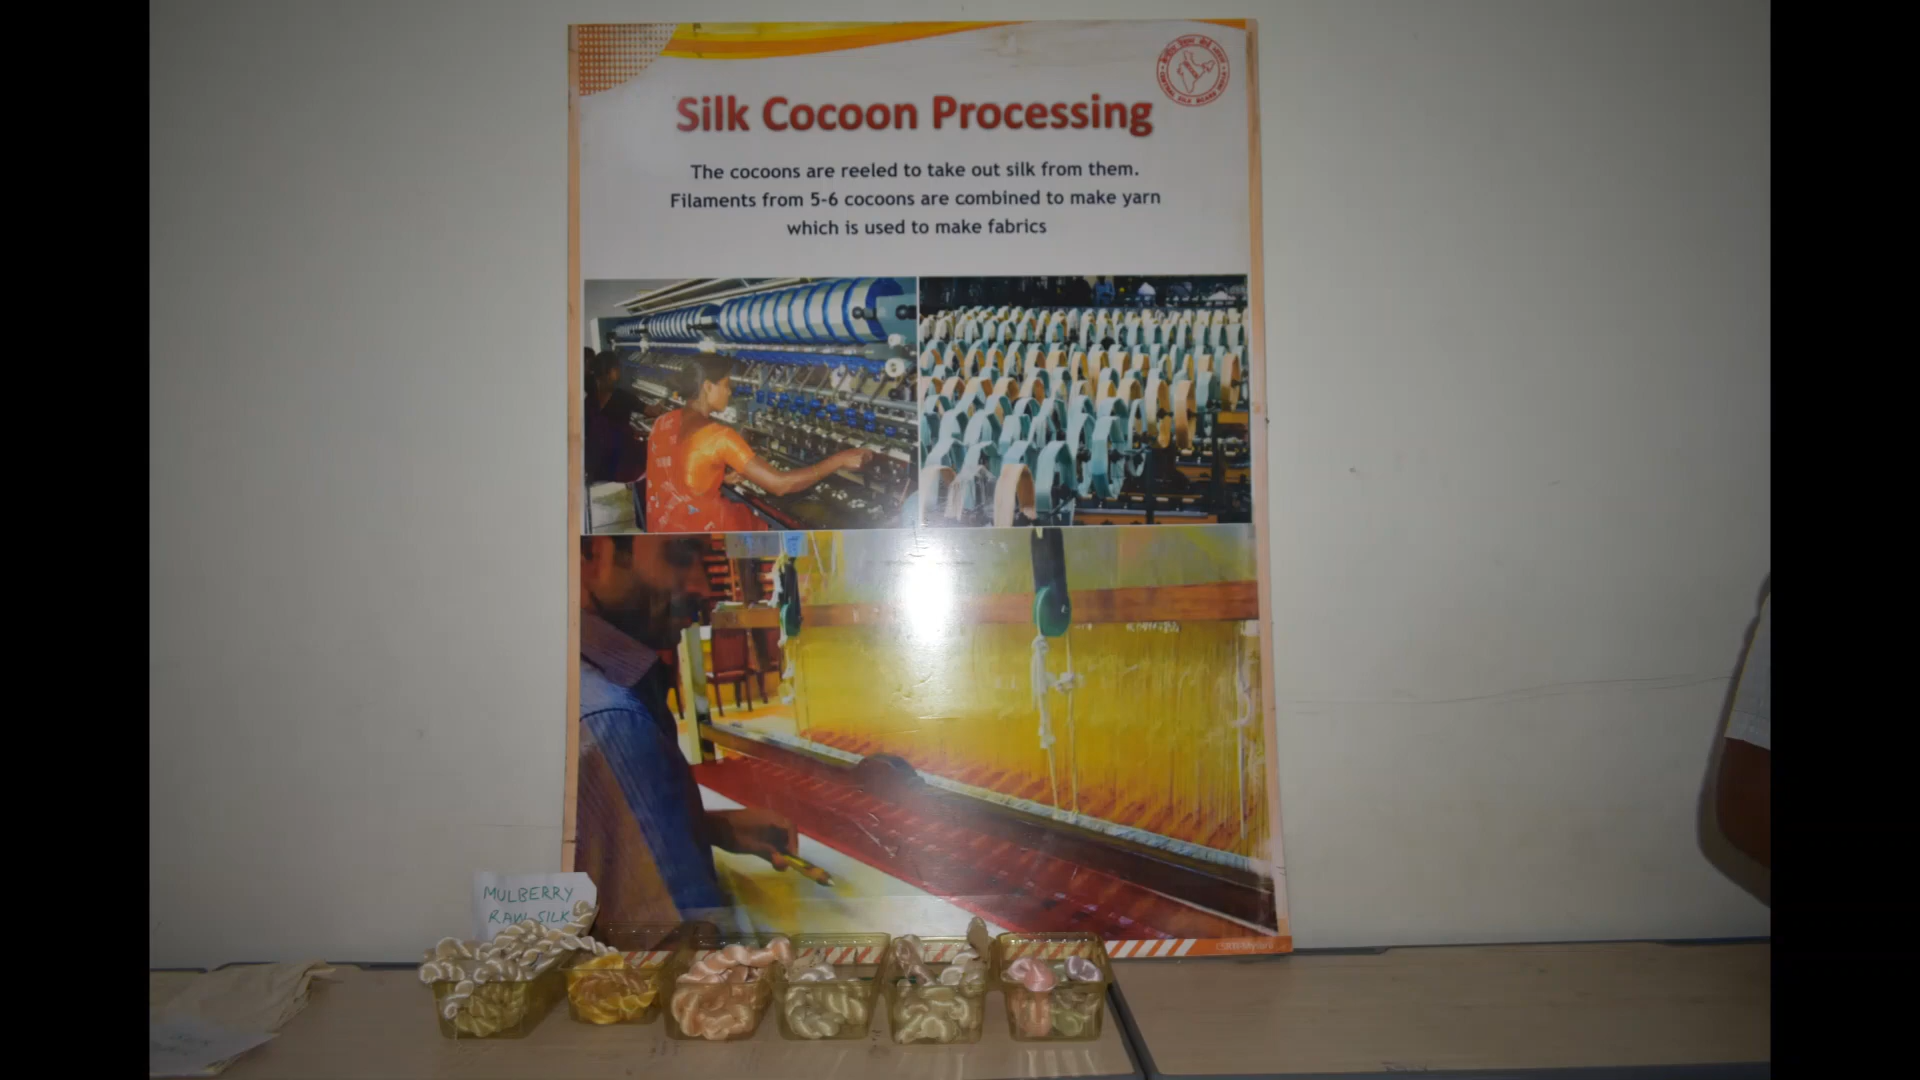 Silk Cocoon Processing
The cocoons are reeled to take out silk from them.
Filaments from 5-6 cocoons are combined to make yarn
which is used to make fabrics
MULBERRY
RAW SILK